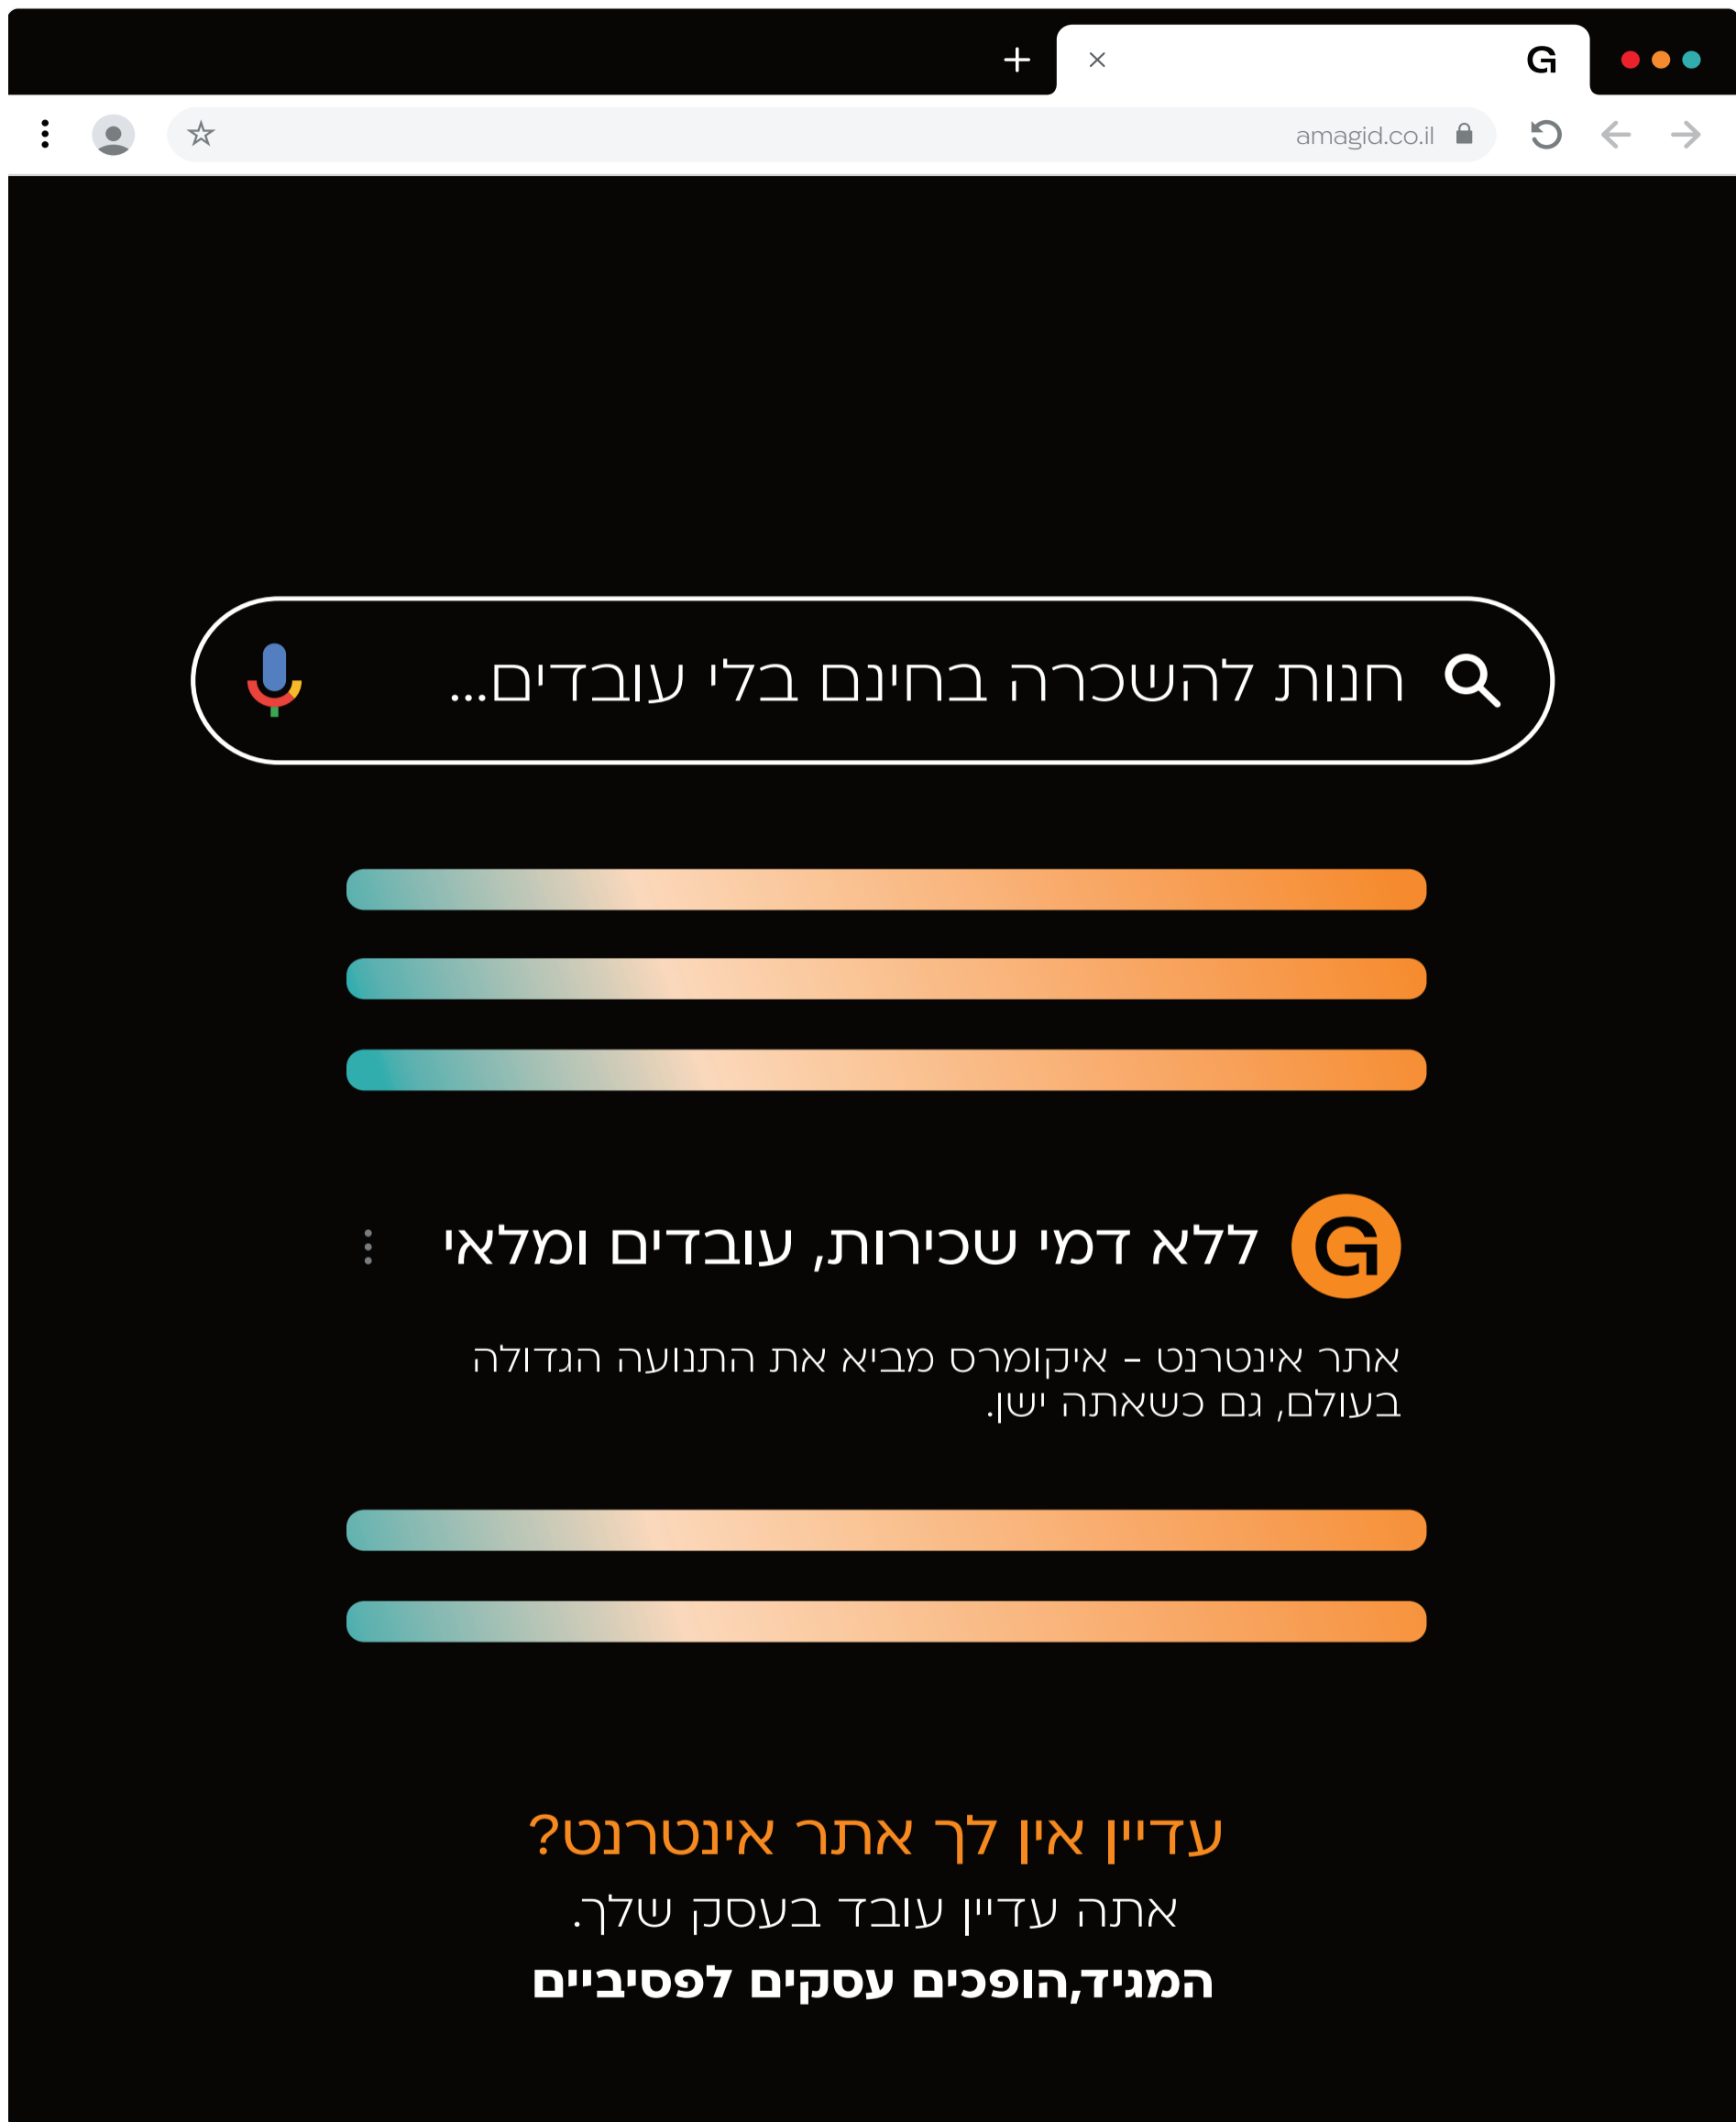 G
amagid.co.il
חנות להשכרה בחינם בלי עובדים...
G
ללא דמי שכירות, עובדים ומלאי
אתר אינטרנט - איקומרס מביא את התנועה הגדולה
בעולם, גם כשאתה ישן.
עדיין אין לך אתר אינטרנט?
אתה עדיין עובד בעסק שלך.
המגיד,הופכים עסקים לפסיביים